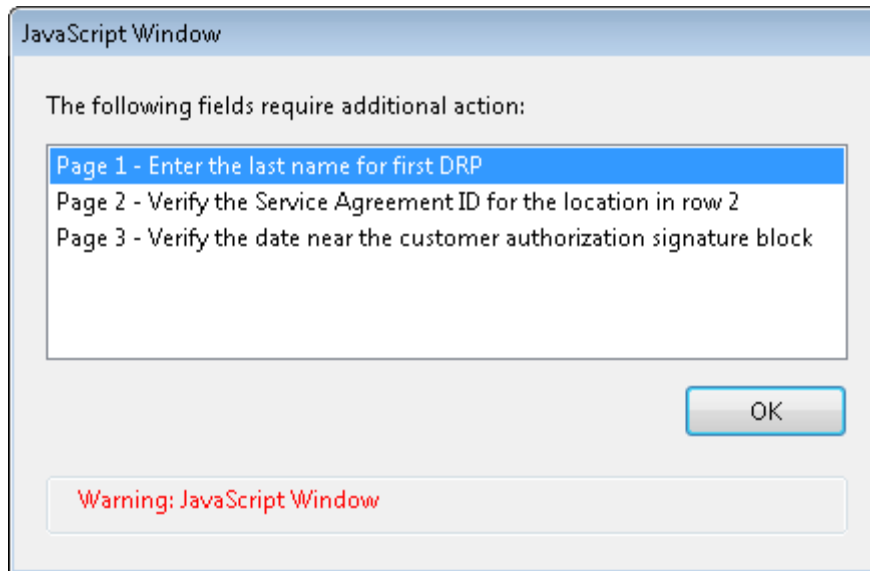 JavaScript Window
The following fields require additional action:
Page 1 - Enter the last name for first DRP
Page 2 - Verify the Service Agreement ID for the location in row 2
Page 3 - Verify the date near the customer authorization signature block
OK
Warning: JavaScript Window